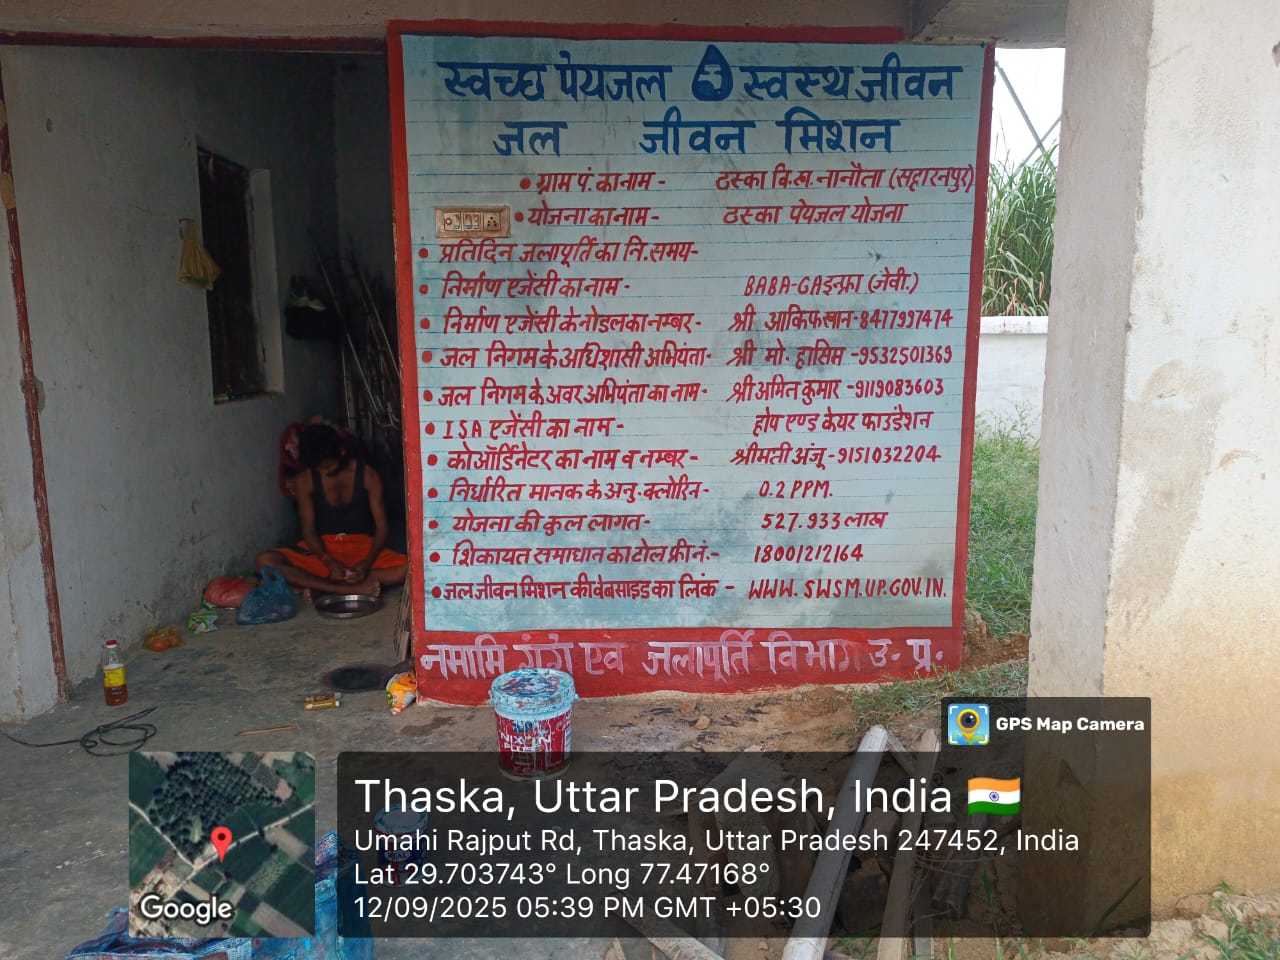 स्वच्छ पेयजल स्वस्थ जीवन
जल जीवन मिशन
• ग्राम पं. का नाम - ठस्का वि.ख. नानौता (सहारनपुर)
• योजना का नाम - ठस्का पेयजल योजना
• प्रतिदिन जलापूर्ति का नि. समय-
• निर्माण एजेंसी का नाम - BABA-GA इन्फ्रा (जेवी.)
• निर्माण एजेंसी के नोडल का नम्बर - श्री आकिफ खान-8477997474
• जल निगम के अधिशासी अभियंता- श्री मो. हासिम -9532501369
• जल निगम के अवर अभियंता का नाम - श्री अमित कुमार -9119083603
• ISA एजेंसी का नाम - होप एण्ड केयर फाउंडेशन
• कोऑर्डिनेटर का नाम व नम्बर- श्रीमती अंजू -9151032204
• निर्धारित मानक के अनु. क्लोरिन- 0.2 PPM.
• योजना की कुल लागत- 527.933 लाख
• शिकायत समाधान का टोल फ्री नं.- 18001212164
• जल जीवन मिशन की वेबसाइड का लिंक - WWW.SWSM.UP.GOV.IN.
नमामि गंगे एवं जलापूर्ति विभाग उ. प्र.
GPS Map Camera
Thaska, Uttar Pradesh, India
Umahi Rajput Rd, Thaska, Uttar Pradesh 247452, India
Lat 29.703743° Long 77.47168°
12/09/2025 05:39 PM GMT +05:30
Google